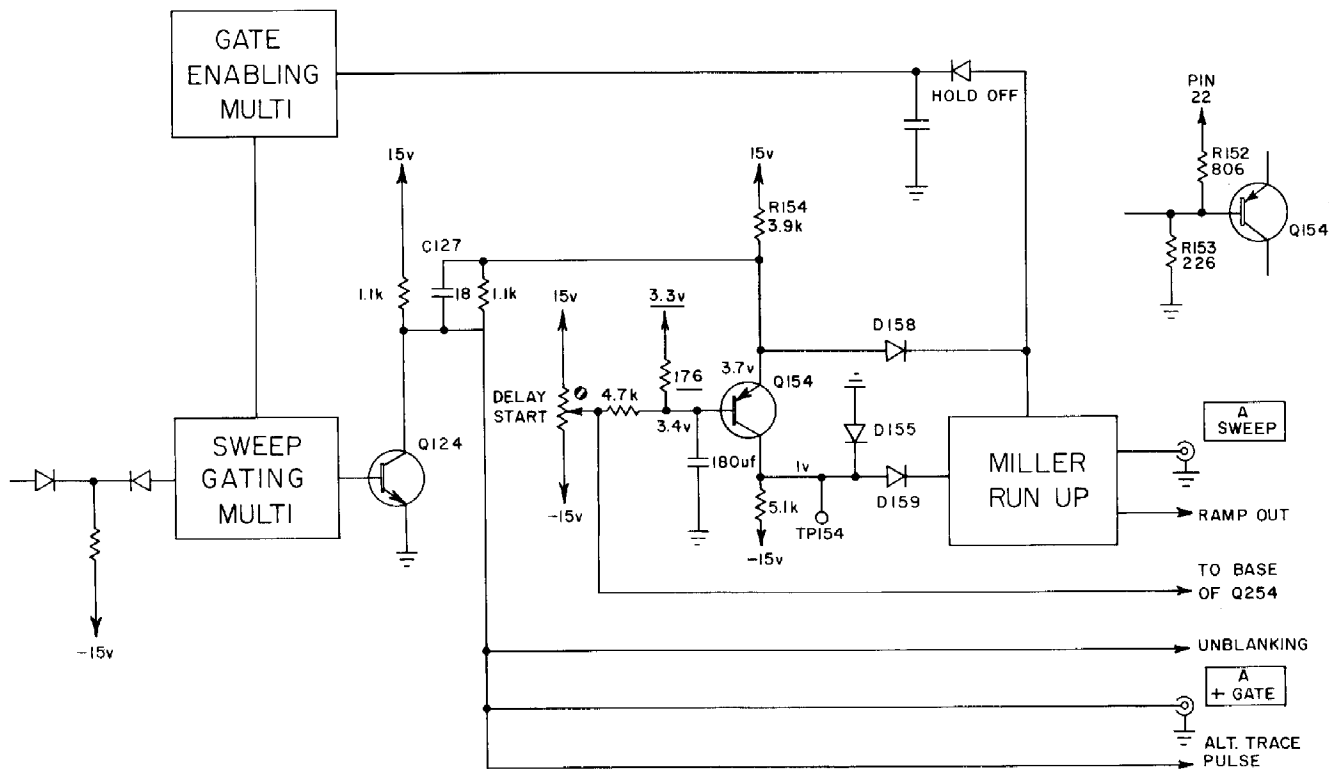 GATE
ENABLING
MULTI
HOLD OFF
PIN
22
R152
806
Q154
R153
226
15v
15v
R154
3.9k
C127
1.1k
18
1.1k
15v
3.3v
D158
176
3.7v
Q154
DELAY
START
4.7k
3.4v
D155
A
SWEEP
SWEEP
GATING
MULTI
Q124
180uf
1v
D159
MILLER
RUN UP
-15v
5.1k
TP154
RAMP OUT
-15v
TO BASE
OF Q254
-15v
UNBLANKING
A
+ GATE
ALT. TRACE
PULSE